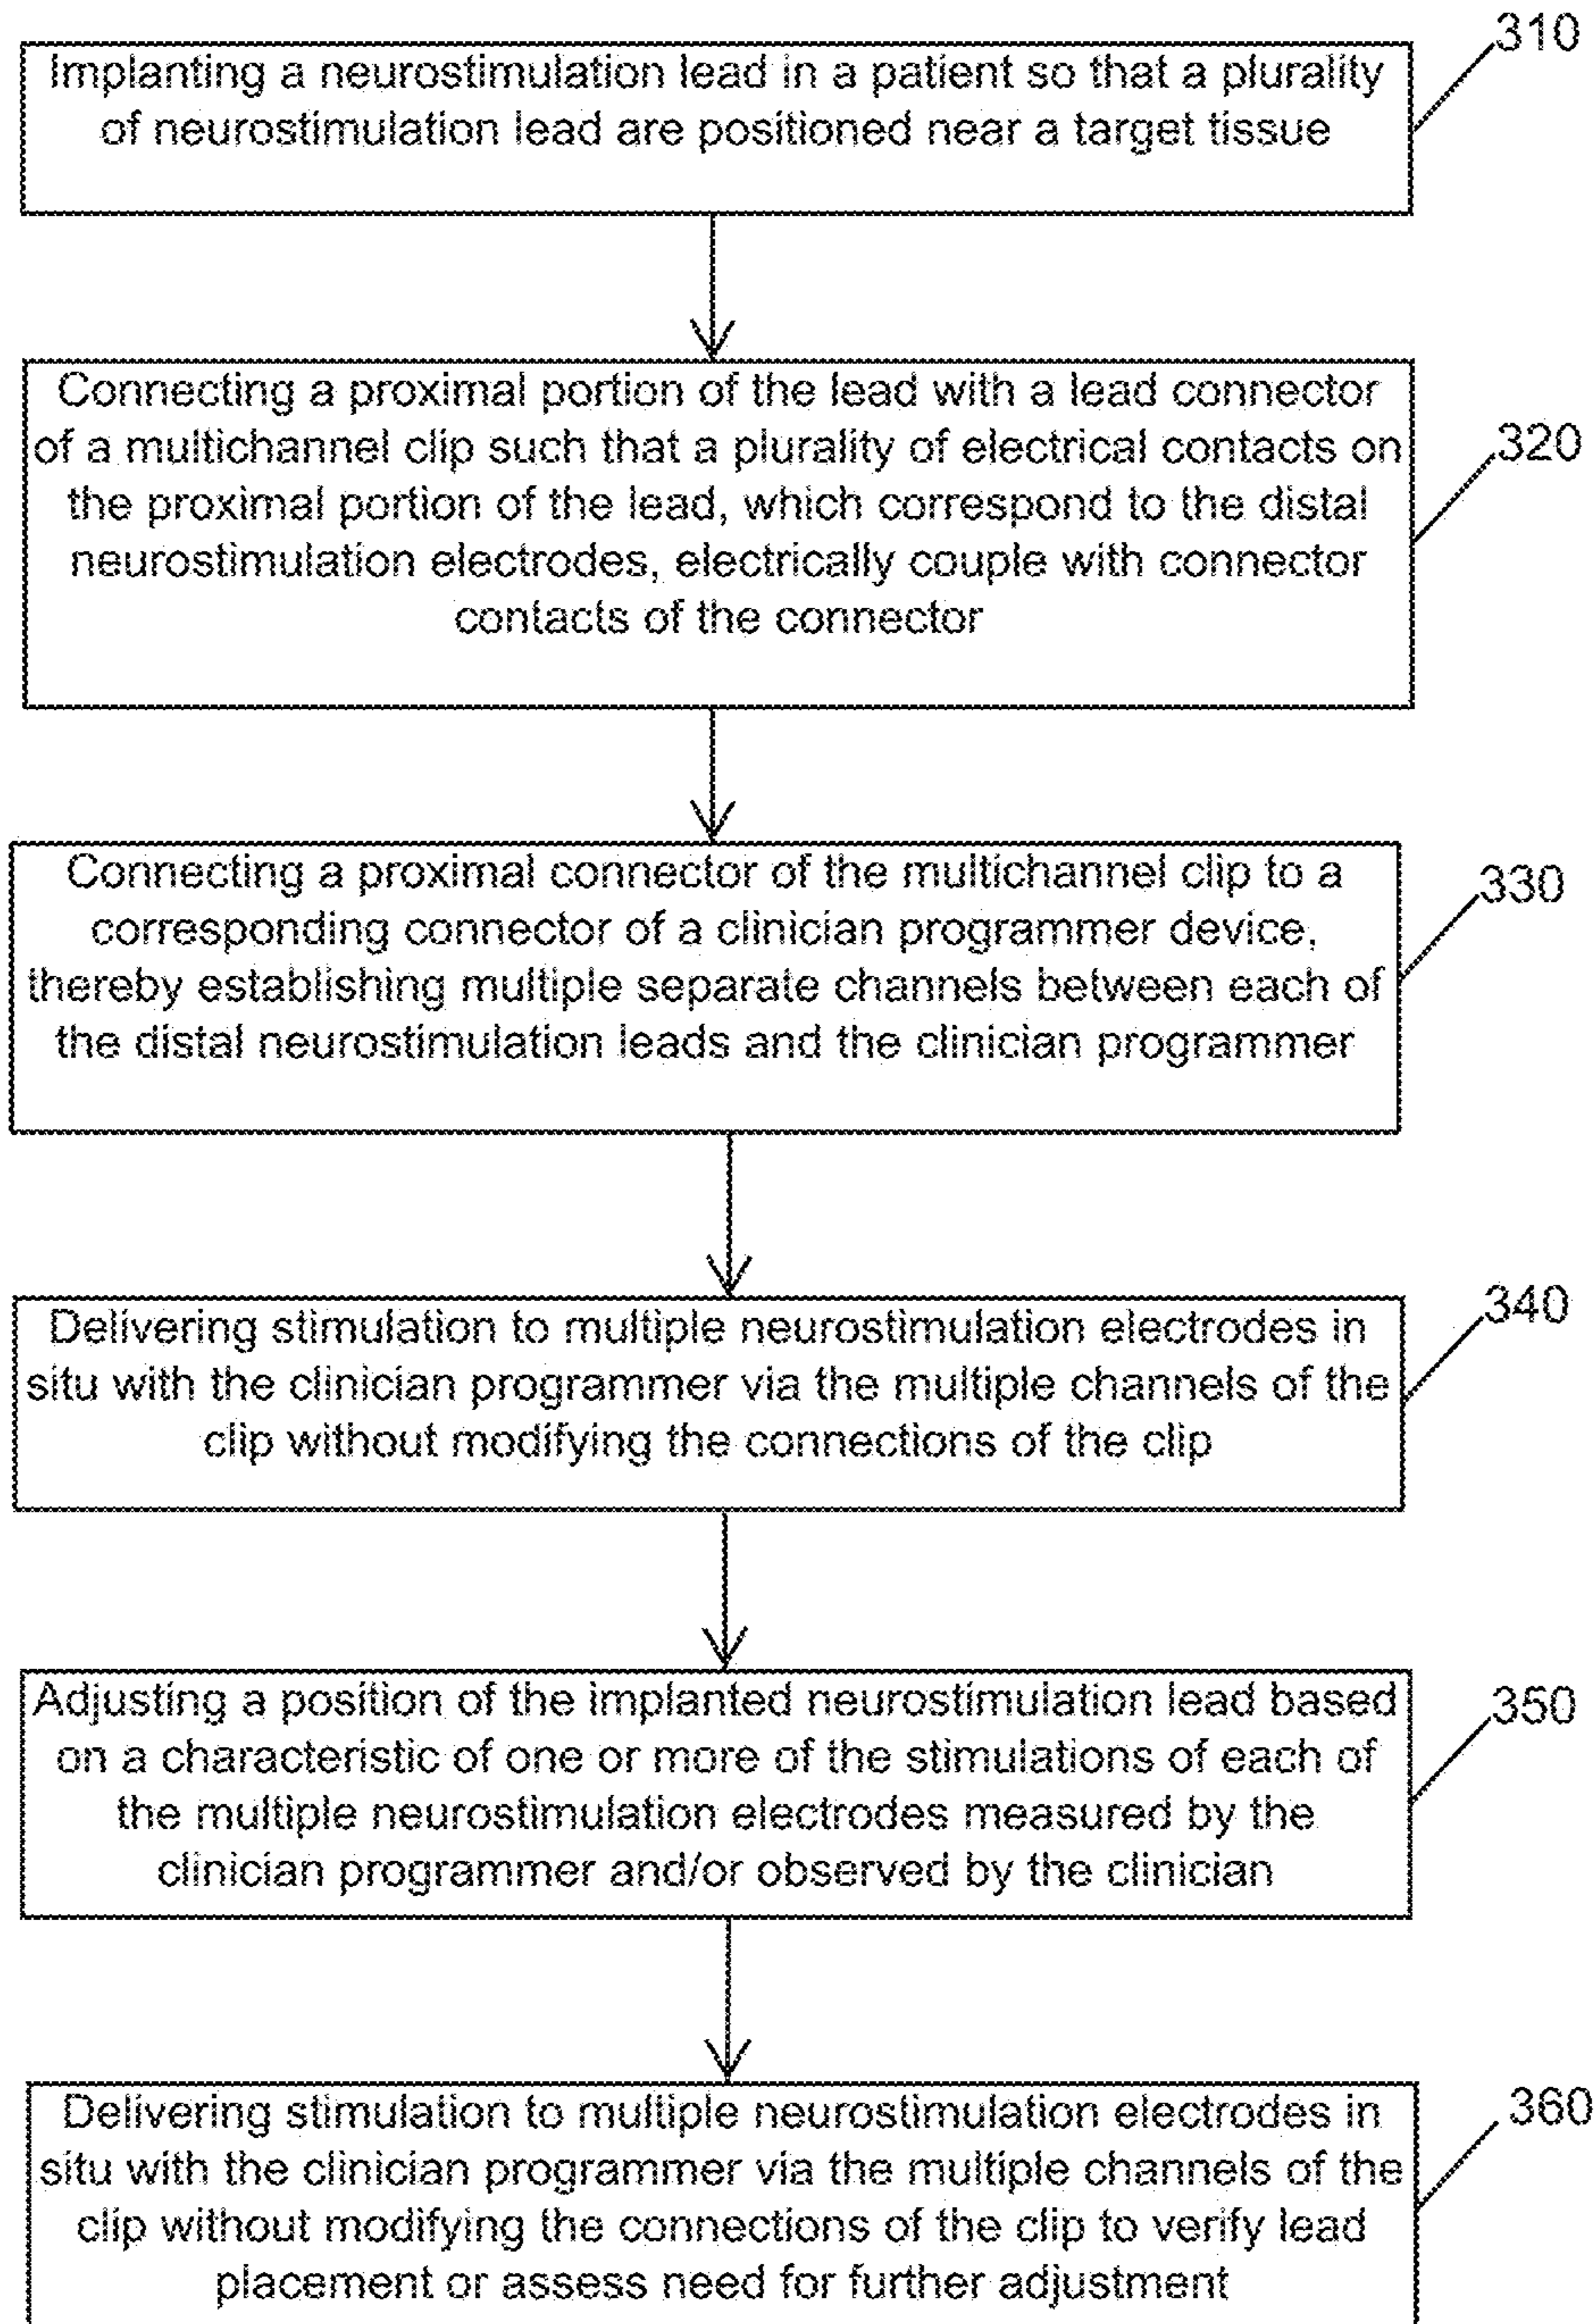 310
Implanting a neurostimulation lead in a patient so that a plurality
of neurostimulation lead are positioned near a target tissue
Connecting a proximal portion of the lead with a lead connector
of a multichannel clip such that a plurality of electrical contacts on
the proximal portion of the lead, which correspond to the distal
neurostimulation electrodes, electrically couple with connector
contacts of the connector
320
Connecting a proximal connector of the multichannel clip to a
corresponding connector of a clinician programmer device,
thereby establishing multiple separate channels between each of
the distal neurostimulation leads and the clinician programmer
330
Delivering stimulation to multiple neurostimulation electrodes in
situ with the clinician programmer via the multiple channels of the
clip without modifying the connections of the clip
340
Adjusting a position of the implanted neurostimulation lead based
on a characteristic of one or more of the stimulations of each of
the multiple neurostimulation electrodes measured by the
clinician programmer and/or observed by the clinician
350
Delivering stimulation to multiple neurostimulation electrodes in
situ with the clinician programmer via the multiple channels of the
clip without modifying the connections of the clip to verify lead
placement or assess need for further adjustment
360